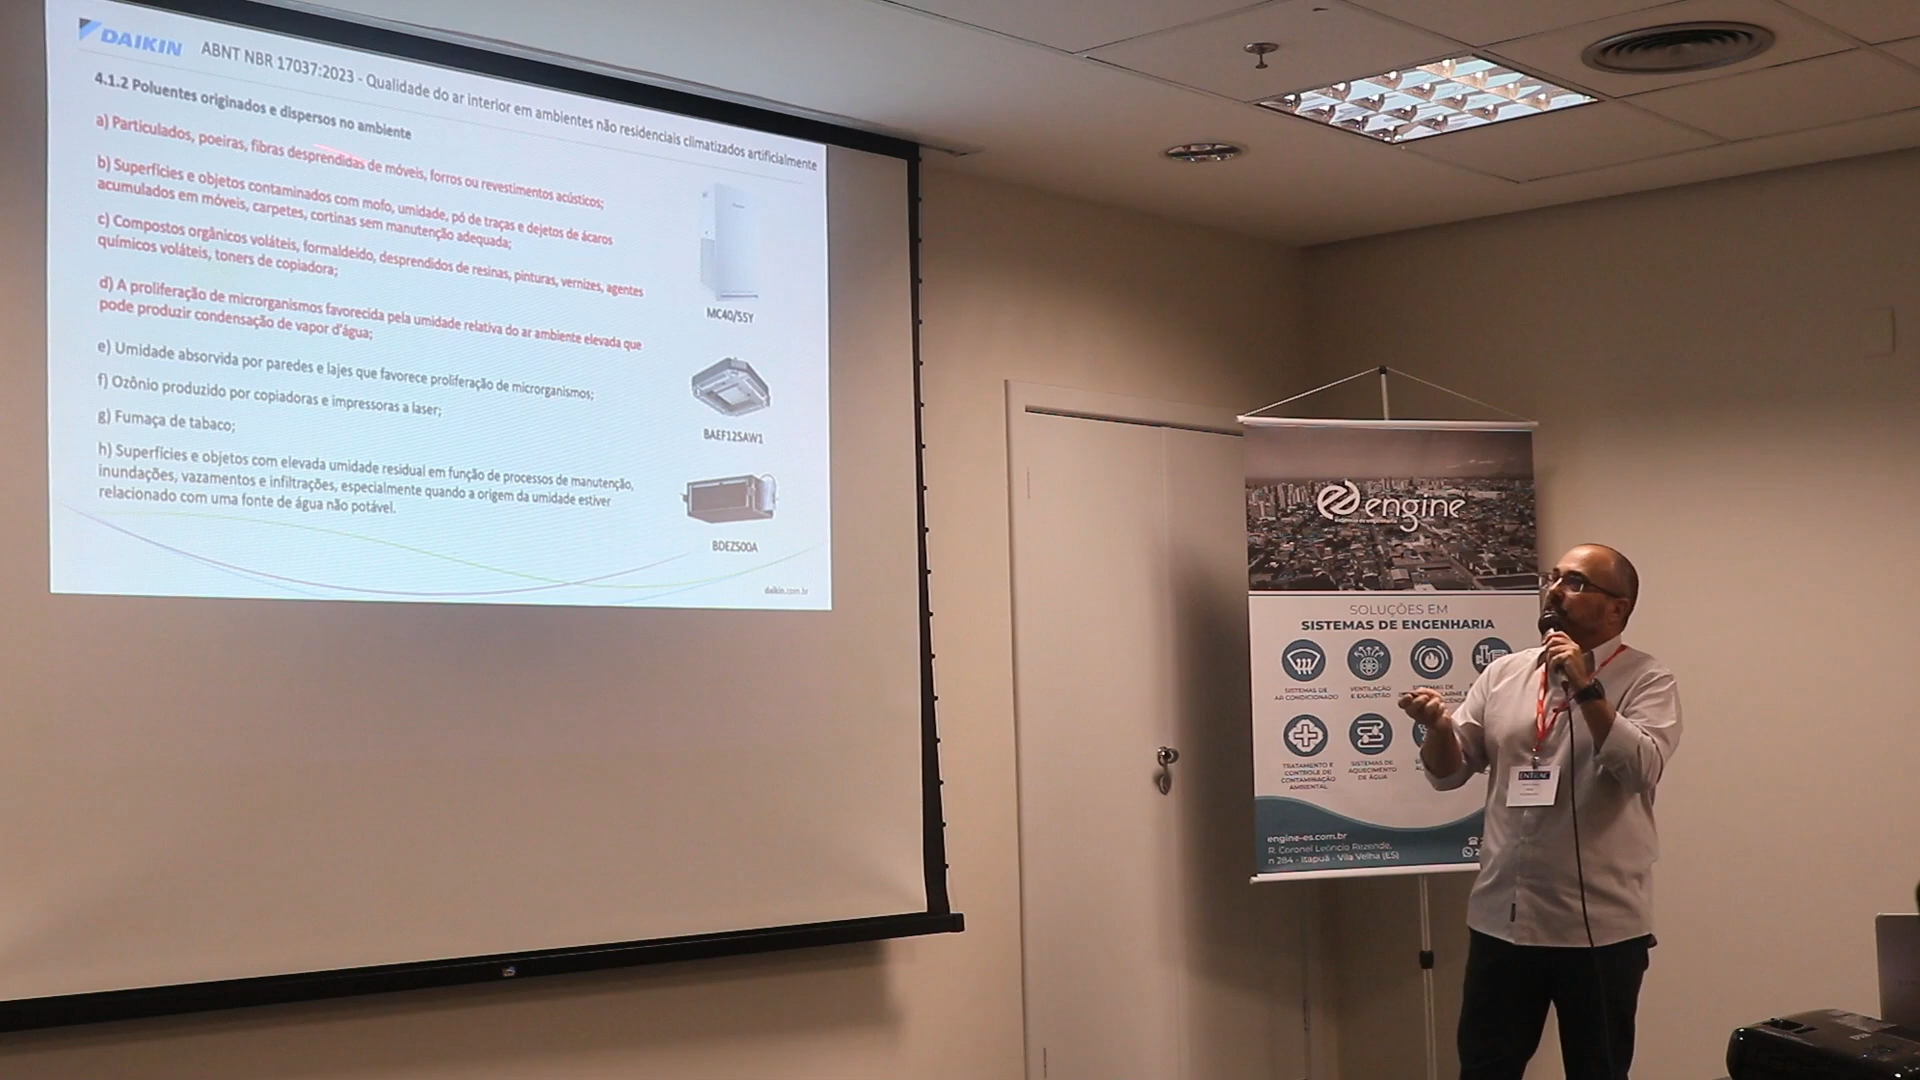 DAIKIN
ABNT NBR 17037:2023 - Qualidade do ar interior em ambientes não residenciais climatizados artificialmente
4.1.2 Poluentes originados e dispersos no ambiente
a) Particulados, poeiras, fibras desprendidas de móveis, forros ou revestimentos acústicos;
b) Superfícies e objetos contaminados com mofo, umidade, pó de traças e dejetos de ácaros
acumulados em móveis, carpetes, cortinas sem manutenção adequada;
c) Compostos orgânicos voláteis, formaldeído, desprendidos de resinas, pinturas, vernizes, agentes
químicos voláteis, toners de copiadora;
d) A proliferação de microrganismos favorecida pela umidade relativa do ar ambiente elevada que
pode produzir condensação de vapor d'água;
e) Umidade absorvida por paredes e lajes que favorece proliferação de microrganismos;
f) Ozônio produzido por copiadoras e impressoras a laser;
g) Fumaça de tabaco;
h) Superfícies e objetos com elevada umidade residual em função de processos de manutenção,
inundações, vazamentos e infiltrações, especialmente quando a origem da umidade estiver
relacionado com uma fonte de água não potável.
MC40/55Y
BAEF125AW1
BDEZ500A
daikin.com.br
engine
SOLUÇÕES EM
SISTEMAS DE ENGENHARIA
SISTEMAS DE
AR CONDICIONADO
VENTILAÇÃO
E EXAUSTÃO
SISTEMAS DE
TRATAMENTO E
CONTROLE DE
CONTAMINAÇÃO
AMBIENTAL
SISTEMAS DE
AQUECIMENTO
DE ÁGUA
engine-es.com.br
R. Coronel Leôncio Rezende,
n 284 - Itapuã - Vila Velha (ES)